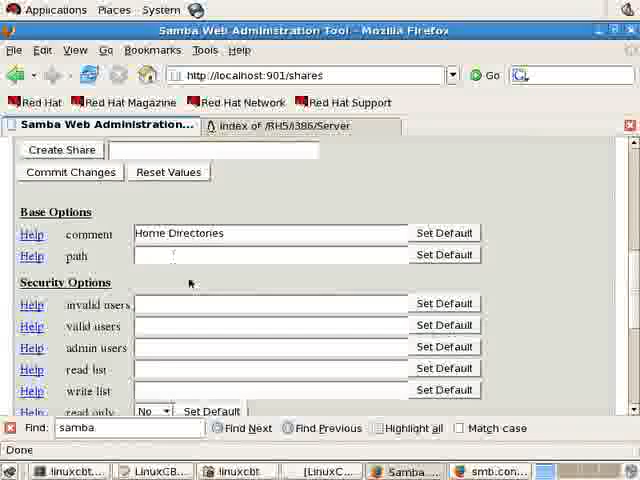 Applications Places System
Samba Web Administration Tool - Mozilla Firefox
File Edit View Go Bookmarks Tools Help
http://localhost:901/shares Go
Red Hat Red Hat Magazine Red Hat Network Red Hat Support
Samba Web Administration... Index of /RH5/i386/Server
Create Share
Commit Changes Reset Values
Base Options
Help comment Home Directories Set Default
Help path Set Default
Security Options
Help invalid users Set Default
Help valid users Set Default
Help admin users Set Default
Help read list Set Default
Help write list Set Default
Help read only No Set Default
Find: samba Find Next Find Previous Highlight all Match case
Done
linuxcbt... LinuxCB... linuxcbt [LinuxC... Samba... smb.con...